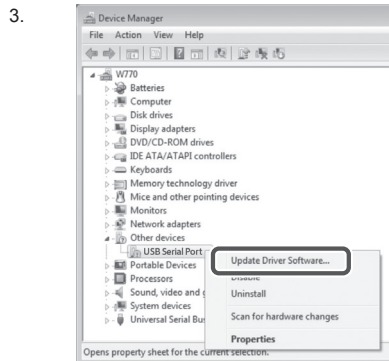 3.
Device Manager
File Action View Help
W770
Batteries
Computer
Disk drives
Display adapters
DVD/CD-ROM drives
IDE ATA/ATAPI controllers
Keyboards
Memory technology driver
Mice and other pointing devices
Monitors
Network adapters
Other devices
USB Serial Port
Update Driver Software...
Portable Devices
Disable
Processors
Sound, video and g
Uninstall
System devices
Scan for hardware changes
Universal Serial Bus
Properties
Opens property sheet for the current selection.